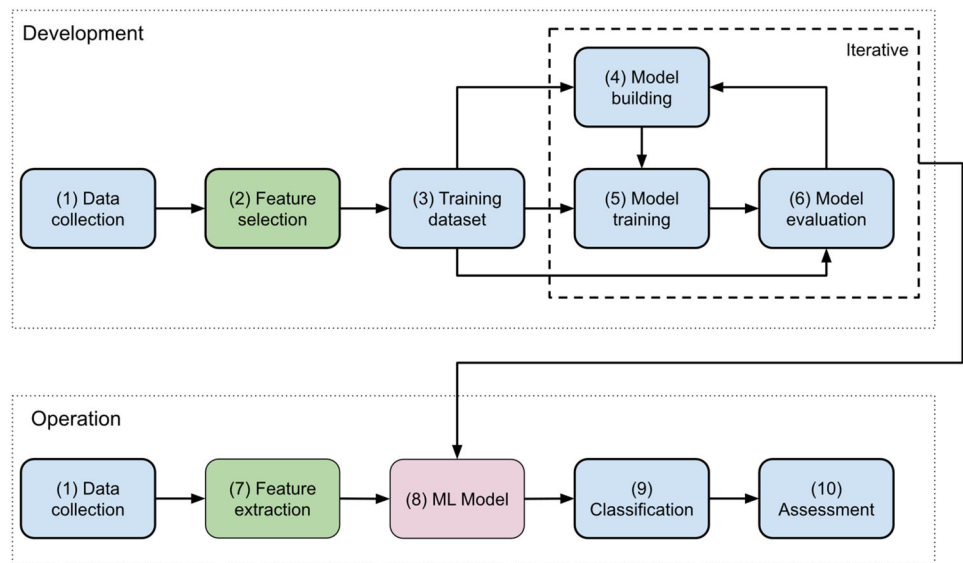 Development
Iterative
(4) Model
building
(1) Data
collection
(2) Feature
selection
(3) Training
dataset
(5) Model
training
(6) Model
evaluation
Operation
(1) Data
collection
(7) Feature
extraction
(8) ML Model
(9)
Classification
(10)
Assessment